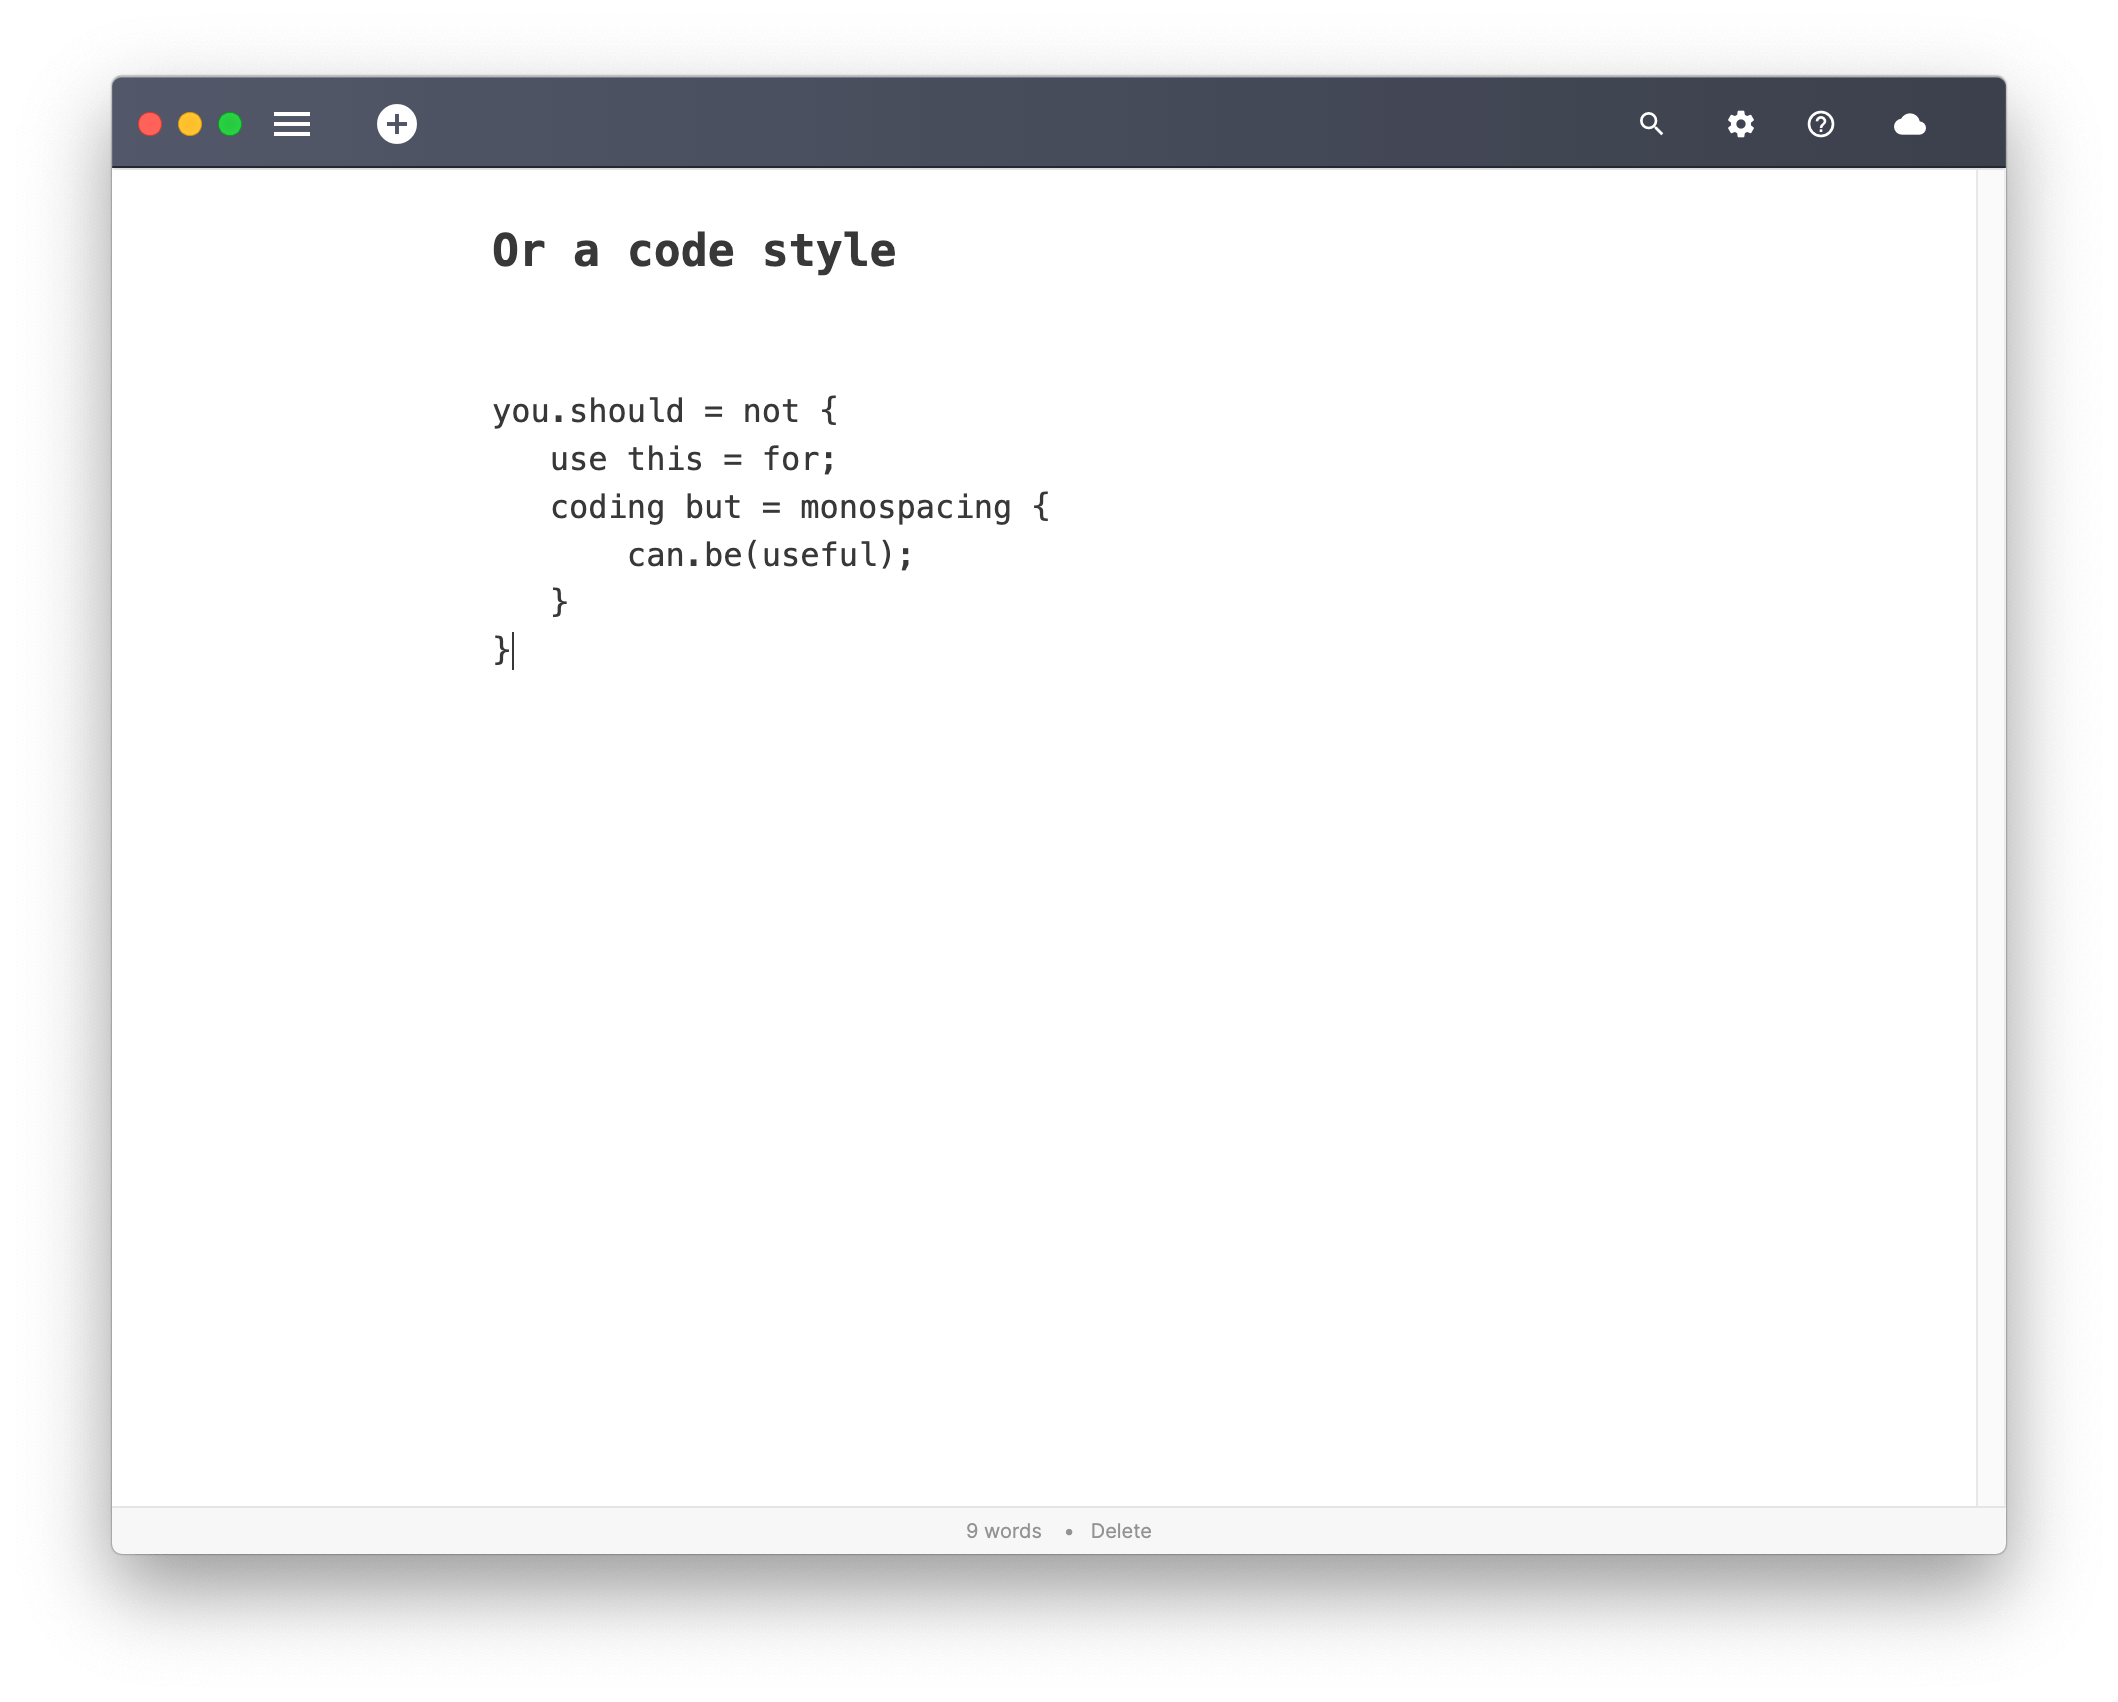 Or a code style
you.should = not {
   use this = for;
   coding but = monospacing {
       can.be(useful);
   }
}
9 words • Delete